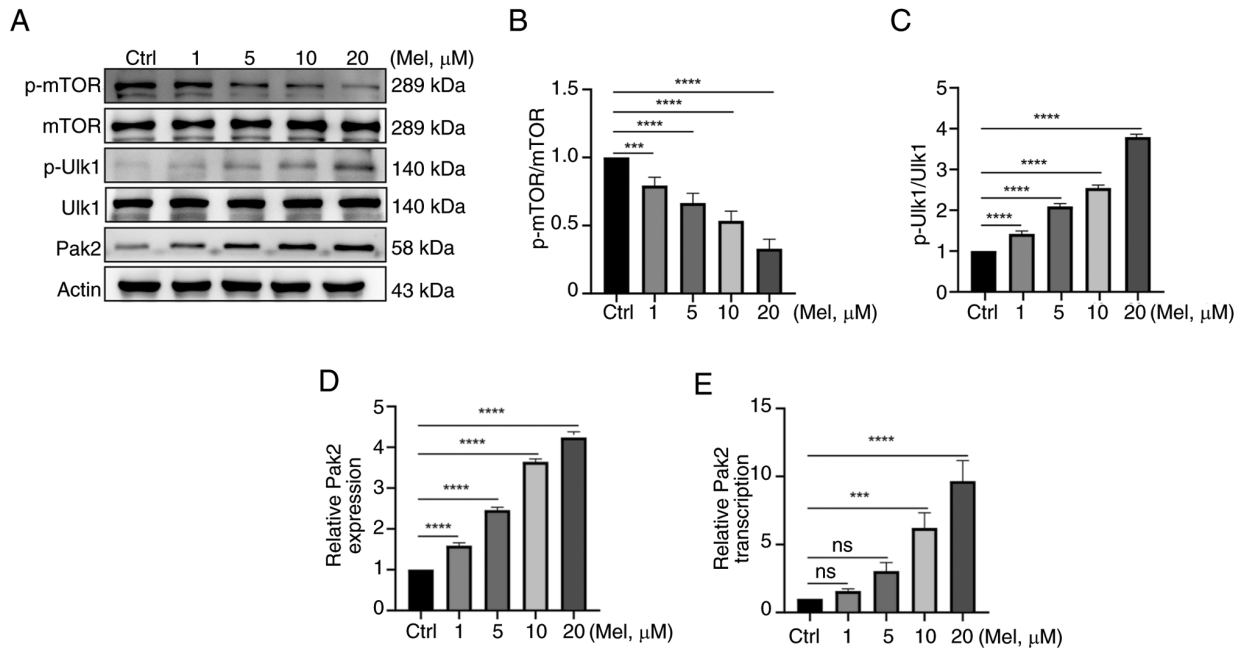 A
Ctrl 1 5 10 20 (Mel, μM)
p-mTOR 289 kDa
mTOR 289 kDa
p-Ulk1 140 kDa
Ulk1 140 kDa
Pak2 58 kDa
Actin 43 kDa
B
p-mTOR/mTOR
1.5
1.0
0.5
0
****
****
****
***
Ctrl 1 5 10 20 (Mel, μM)
C
p-Ulk1/Ulk1
5
4
3
2
1
0
****
****
****
****
Ctrl 1 5 10 20 (Mel, μM)
D
Relative Pak2
expression
5
4
3
2
1
0
****
****
****
****
Ctrl 1 5 10 20 (Mel, μM)
E
Relative Pak2
transcription
15
10
5
0
****
***
ns
ns
Ctrl 1 5 10 20 (Mel, μM)